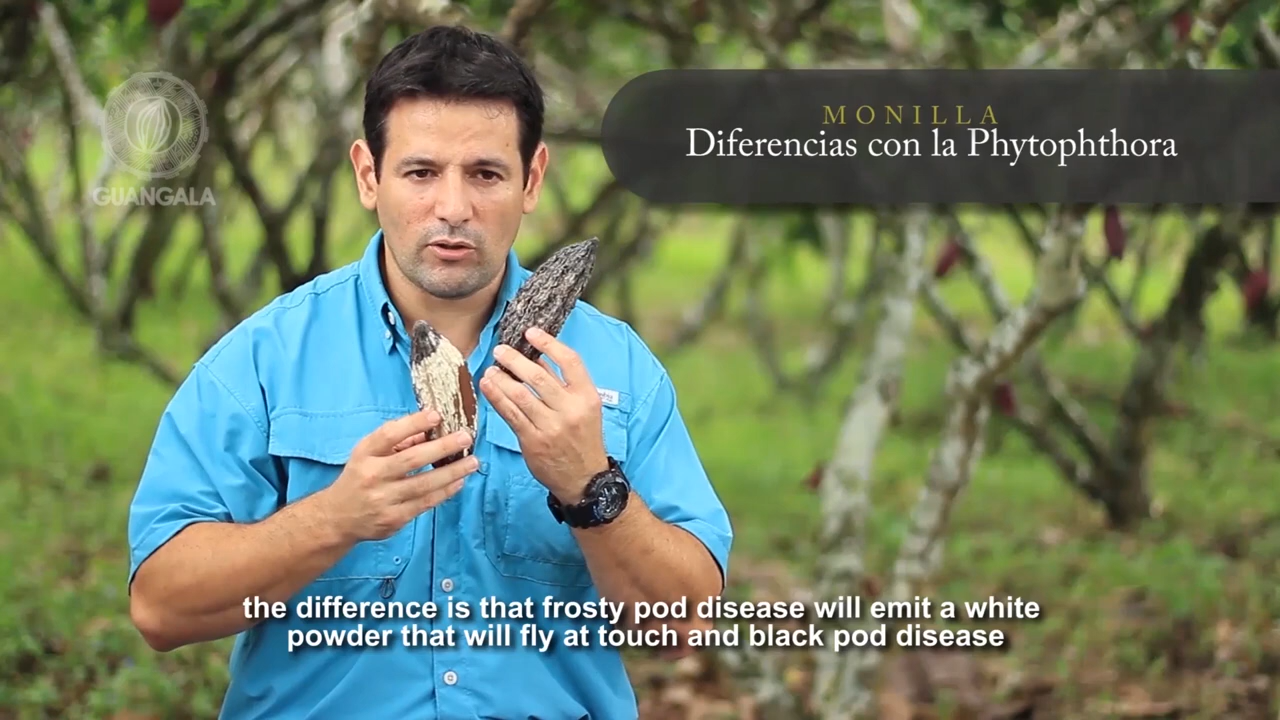 GUANGALA
MONILLA
Diferencias con la Phytophthora
the difference is that frosty pod disease will emit a white
powder that will fly at touch and black pod disease